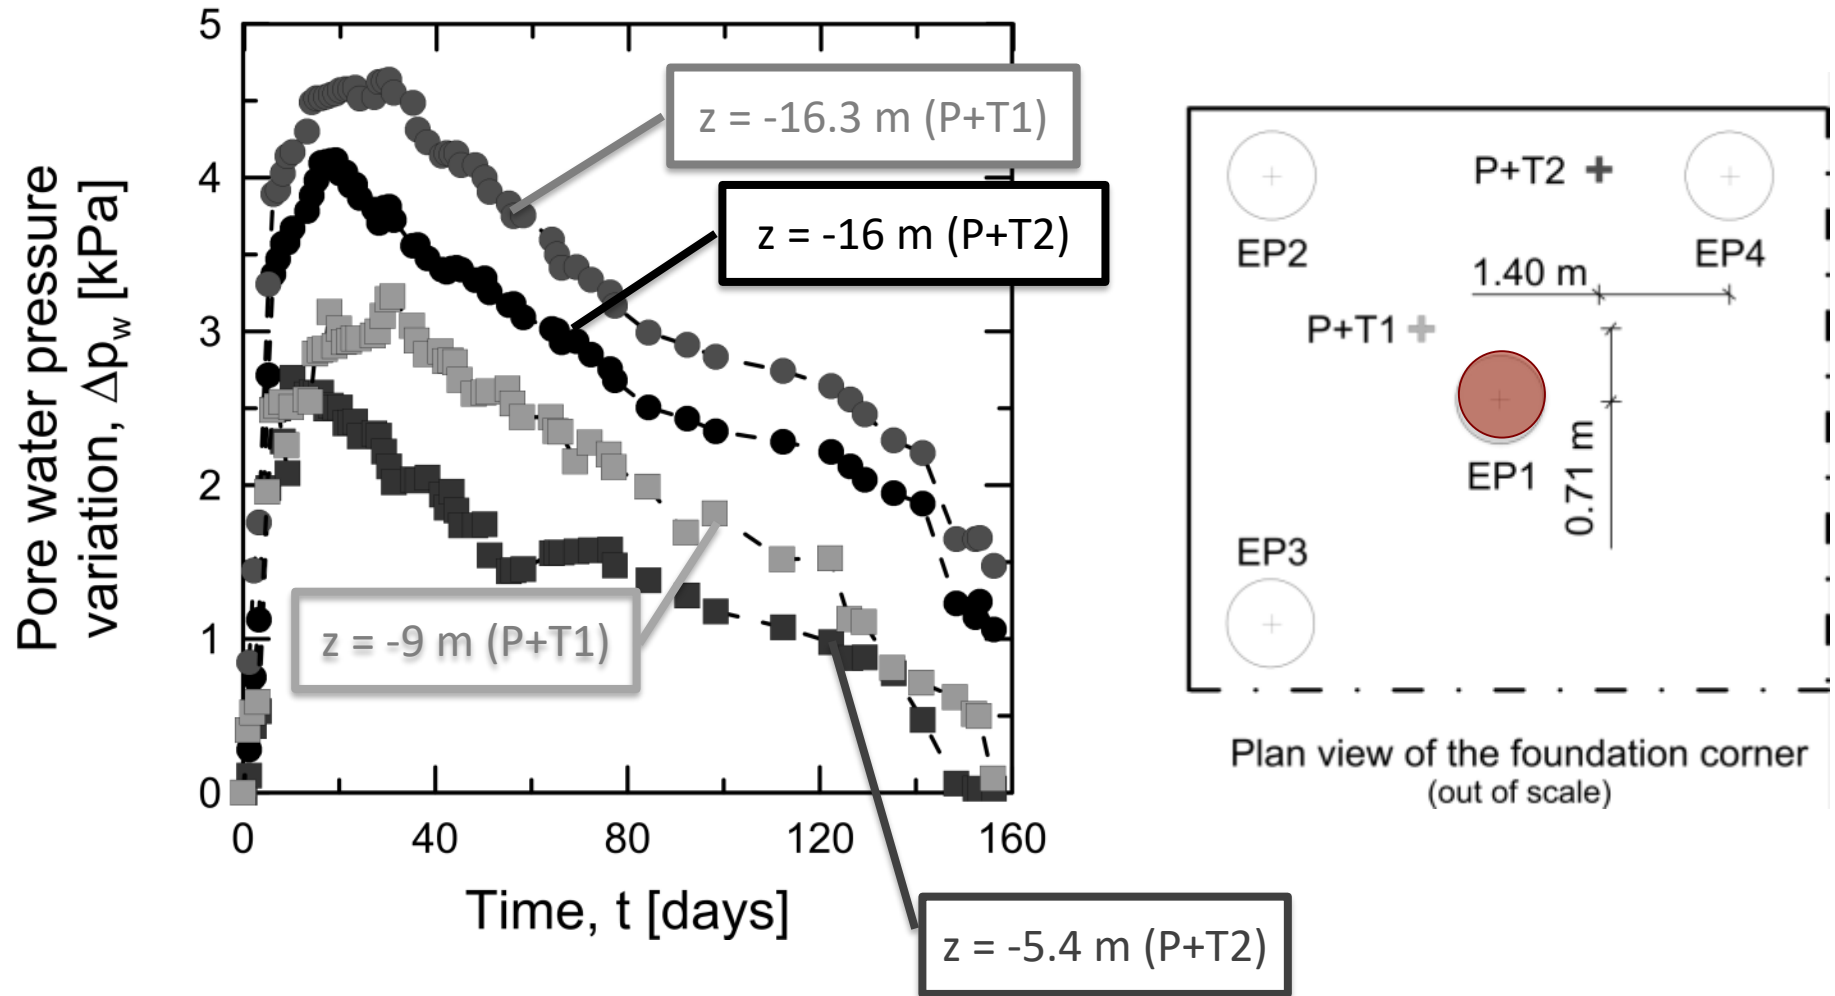 Pore water pressure
variation, Δpw [kPa]
5
4
3
2
1
0
0 40 80 120 160
Time, t [days]
z = -16.3 m (P+T1)
z = -16 m (P+T2)
z = -9 m (P+T1)
z = -5.4 m (P+T2)
P+T2
EP2
EP4
1.40 m
P+T1
EP1
0.71 m
EP3
Plan view of the foundation corner
(out of scale)